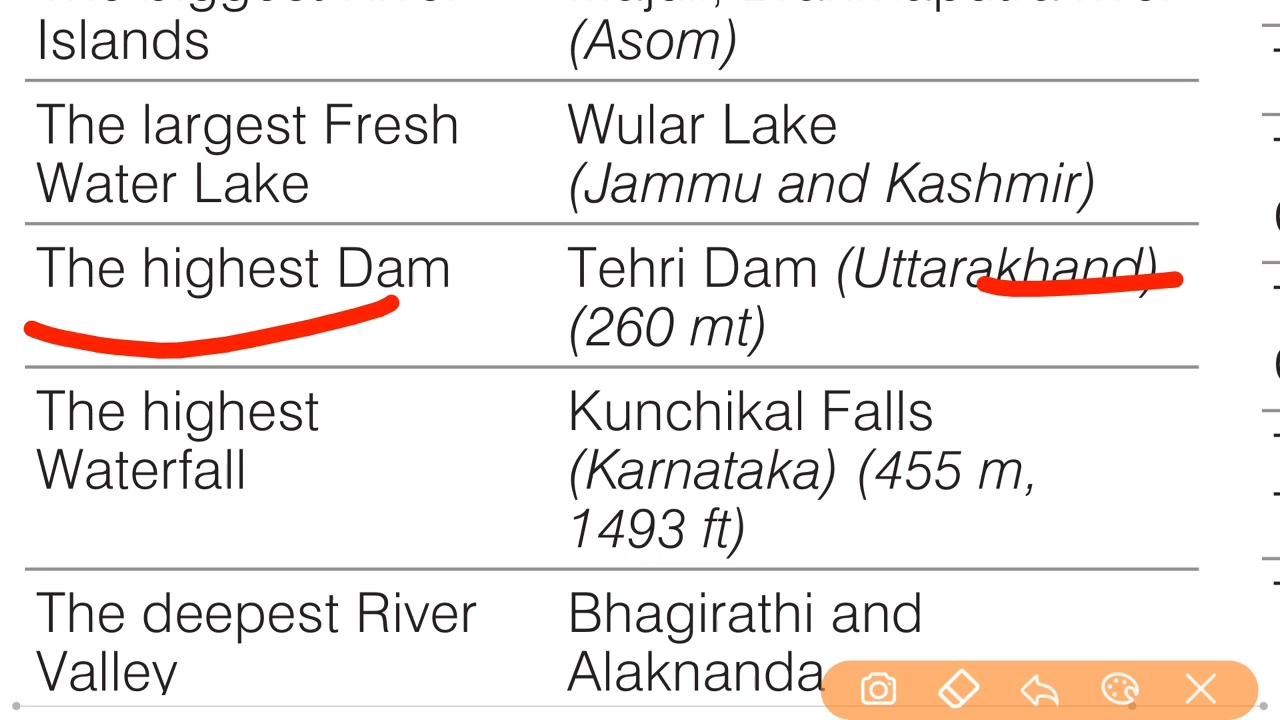 Islands
(Asom)
The largest Fresh
Water Lake
Wular Lake
(Jammu and Kashmir)
The highest Dam
Tehri Dam (Uttarakhand)
(260 mt)
The highest
Waterfall
Kunchikal Falls
(Karnataka) (455 m,
1493 ft)
The deepest River
Valley
Bhagirathi and
Alaknanda